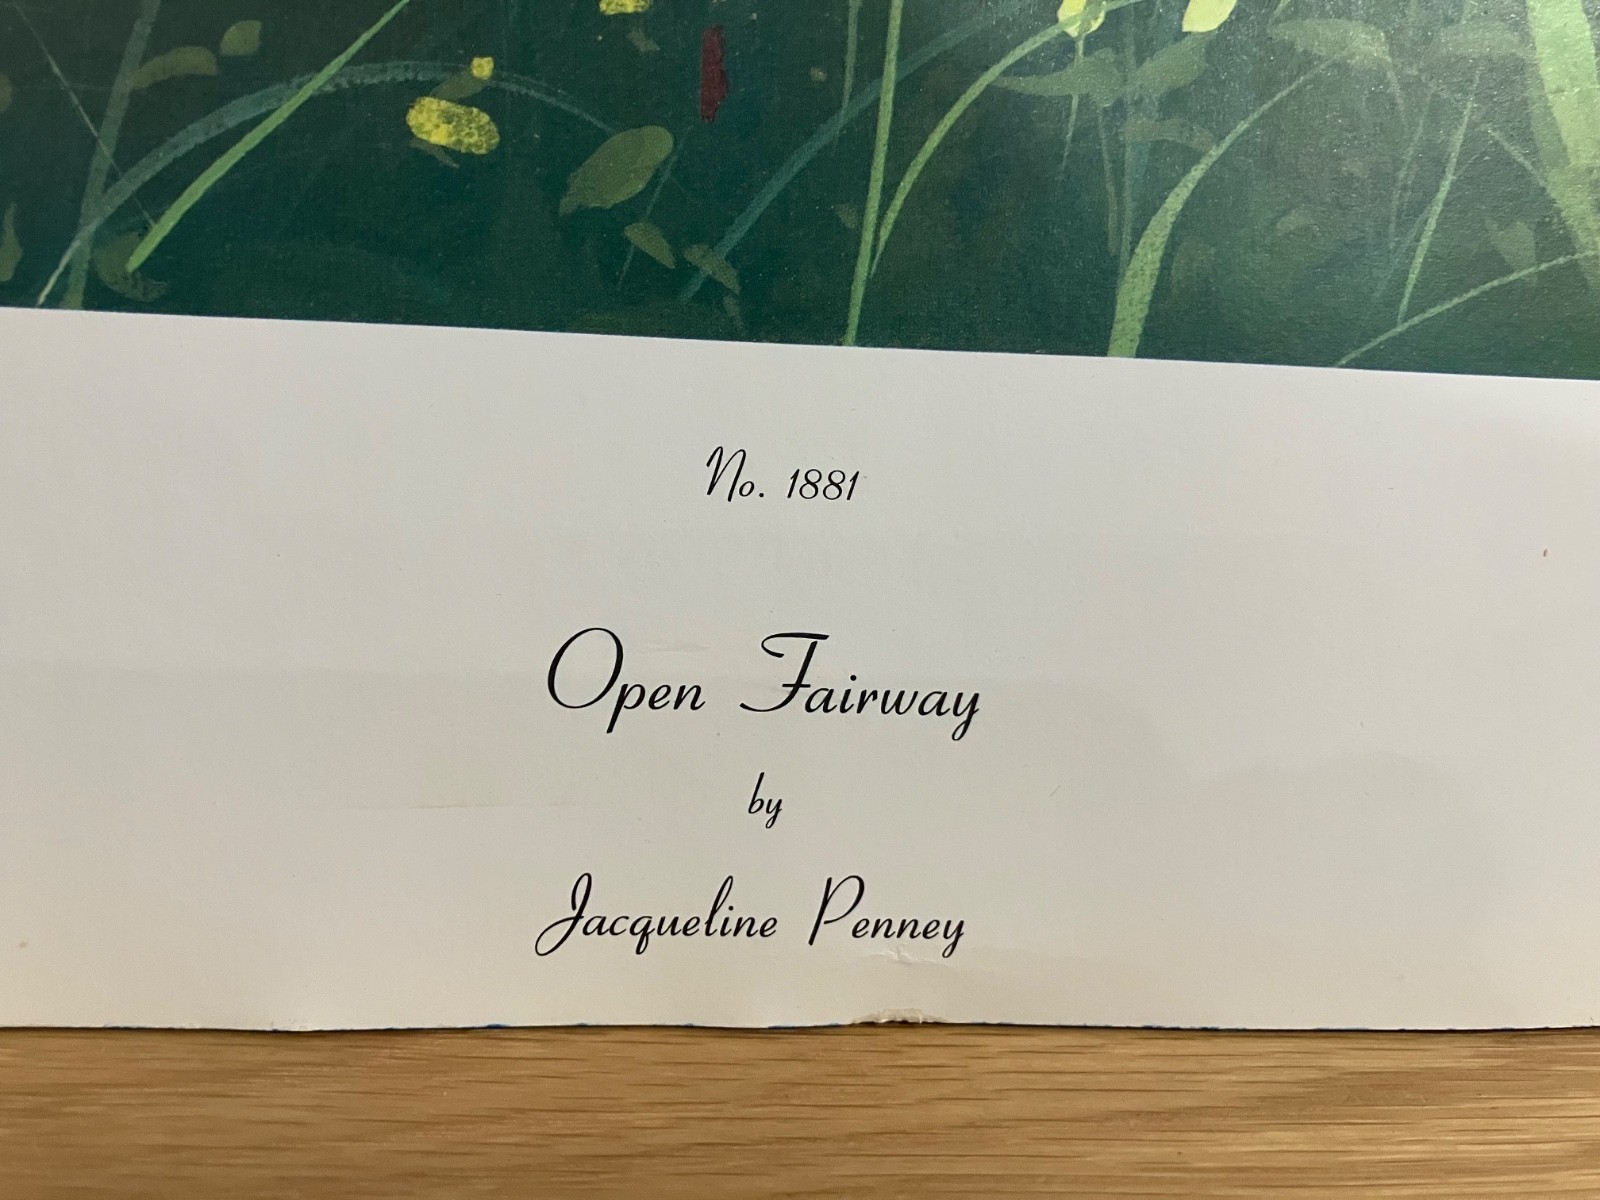 No. 1881
Open Fairway
by
Jacqueline Penney